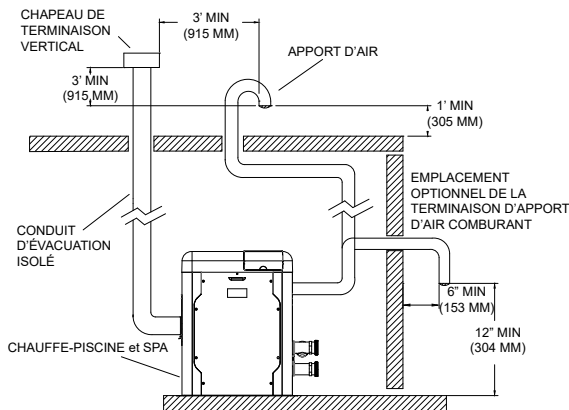 CHAPEAU DE
TERMINAISON
VERTICAL
3' MIN
(915 MM)
APPORT D'AIR
3' MIN
(915 MM)
1' MIN
(305 MM)
EMPLACEMENT
OPTIONNEL DE LA
TERMINAISON D'APPORT
D'AIR COMBURANT
CONDUIT
D'ÉVACUATION
ISOLÉ
6" MIN
(153 MM)
12" MIN
(304 MM)
CHAUFFE-PISCINE et SPA